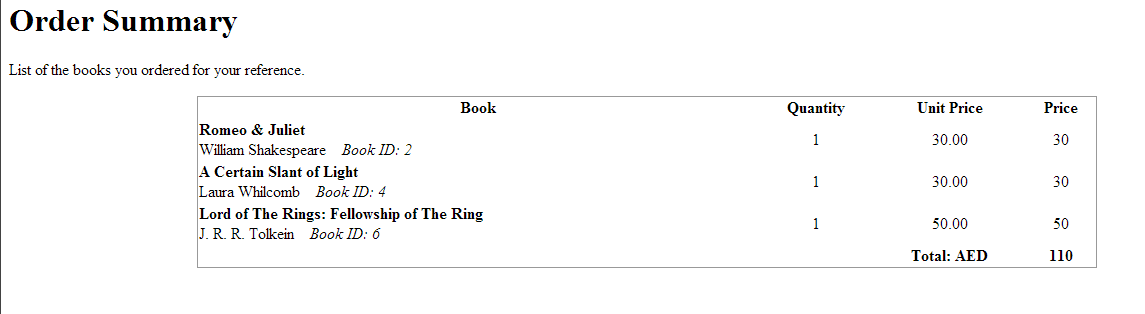 Order Summary
List of the books you ordered for your reference.
Book Quantity Unit Price Price
Romeo & Juliet
William Shakespeare Book ID: 2 1 30.00 30
A Certain Slant of Light
Laura Whilcomb Book ID: 4 1 30.00 30
Lord of The Rings: Fellowship of The Ring
J. R. R. Tolkein Book ID: 6 1 50.00 50
Total: AED 110